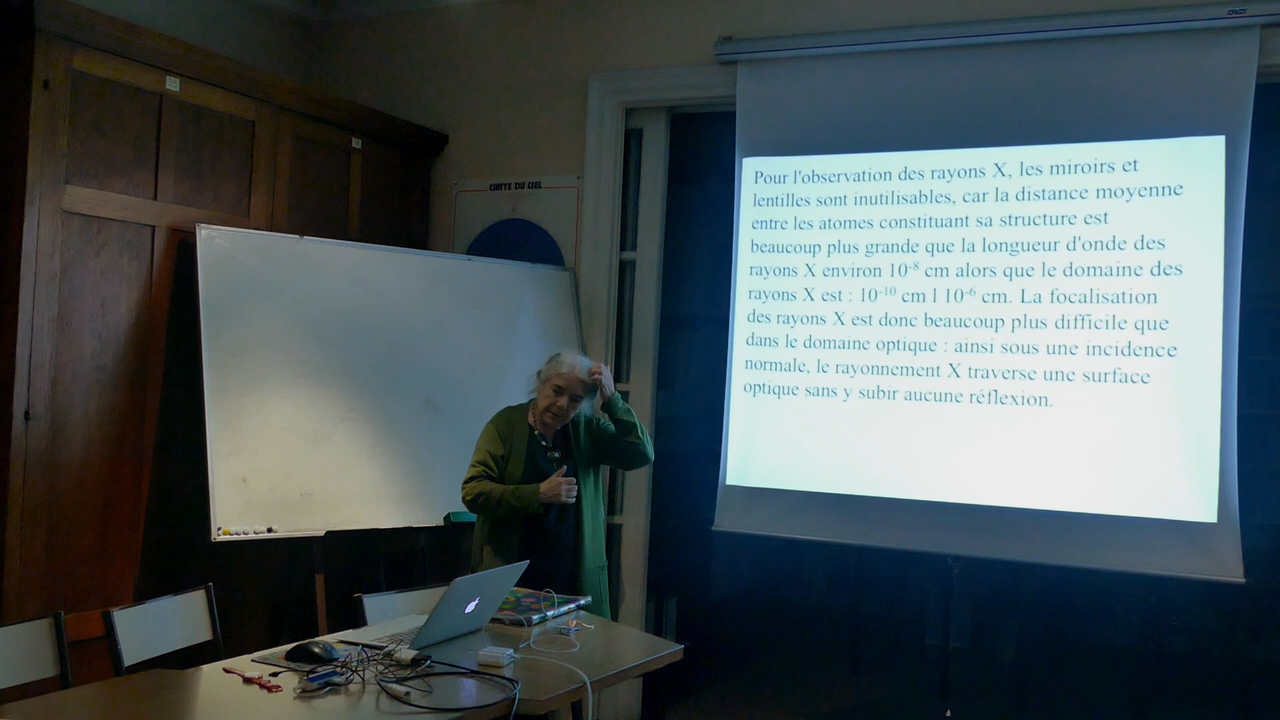 CARTE DU CIEL
Pour l'observation des rayons X, les miroirs et
lentilles sont inutilisables, car la distance moyenne
entre les atomes constituant sa structure est
beaucoup plus grande que la longueur d'onde des
rayons X environ 10⁻⁸ cm alors que le domaine des
rayons X est : 10⁻¹⁰ cm l 10⁻⁶ cm. La focalisation
des rayons X est donc beaucoup plus difficile que
dans le domaine optique : ainsi sous une incidence
normale, le rayonnement X traverse une surface
optique sans y subir aucune réflexion.